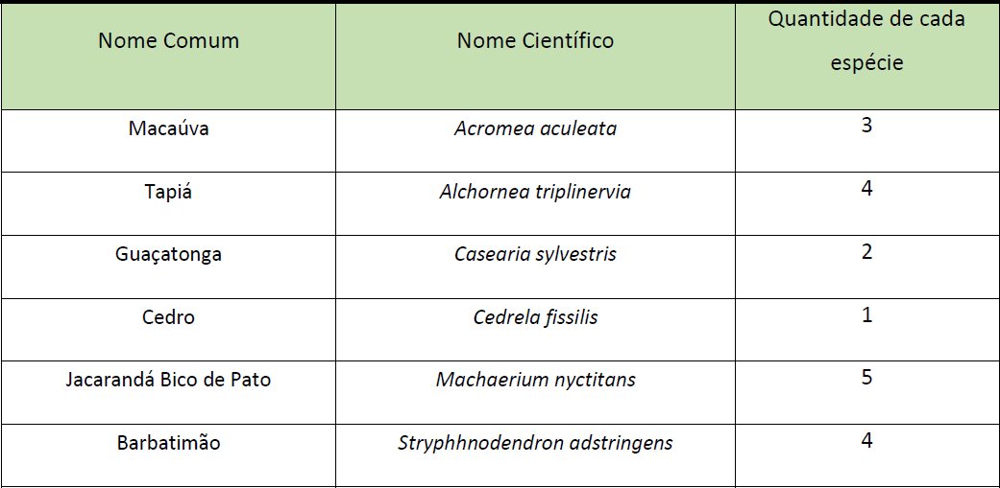 Nome Comum Nome Científico Quantidade de cada
espécie
Macaúva Acromea aculeata 3
Tapiá Alchornea triplinervia 4
Guaçatonga Casearia sylvestris 2
Cedro Cedrela fissilis 1
Jacarandá Bico de Pato Machaerium nyctitans 5
Barbatimão Stryphhnodendron adstringens 4